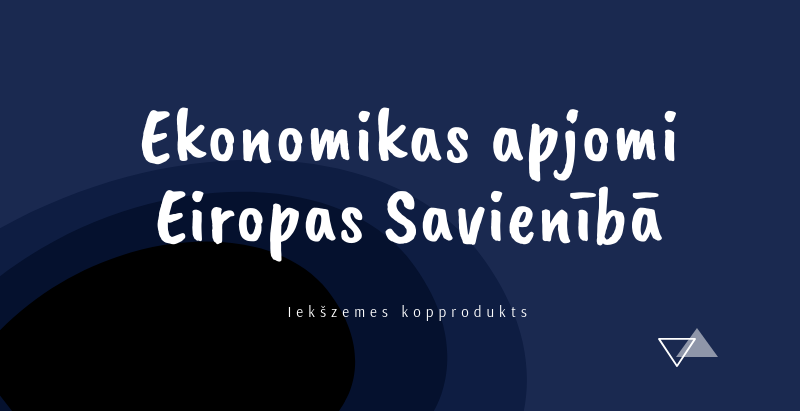 Ekonomikas apjomi
Eiropas Savienībā
Iekšzemes kopprodukts